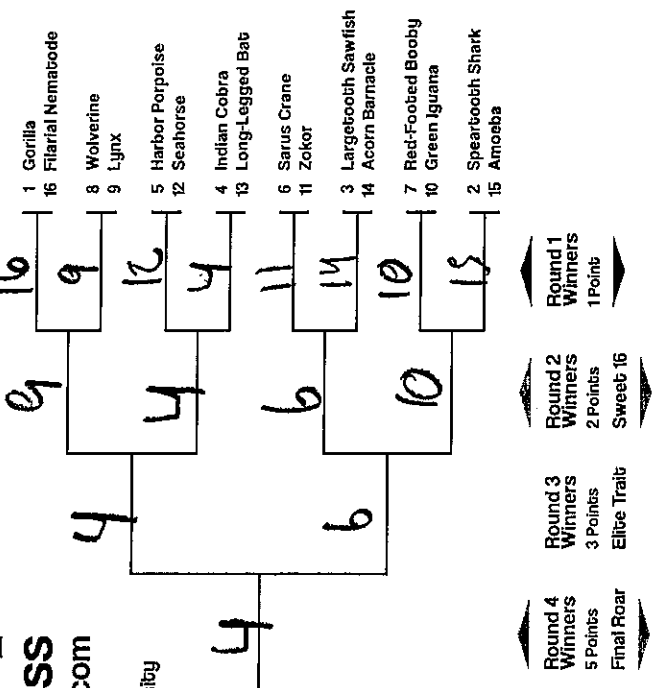 1 Gorilla
16 Filarial Nematode
8 Wolverine
9 Lynx
5 Harbor Porpoise
12 Seahorse
4 Indian Cobra
13 Long-Legged Bat
6 Sarus Crane
11 Zokor
3 Largetooth Sawfish
14 Acorn Barnacle
7 Red-Footed Booby
10 Green Iguana
2 Speartooth Shark
15 Amoeba
16
9
12
4
11
14
10
15
9
4
6
10
4
6
4
Round 1
Winners
1 Point
Round 2
Winners
2 Points
Sweet 16
Round 3
Winners
3 Points
Elite Trait
Round 4
Winners
5 Points
Final Roar
ss
com
sity